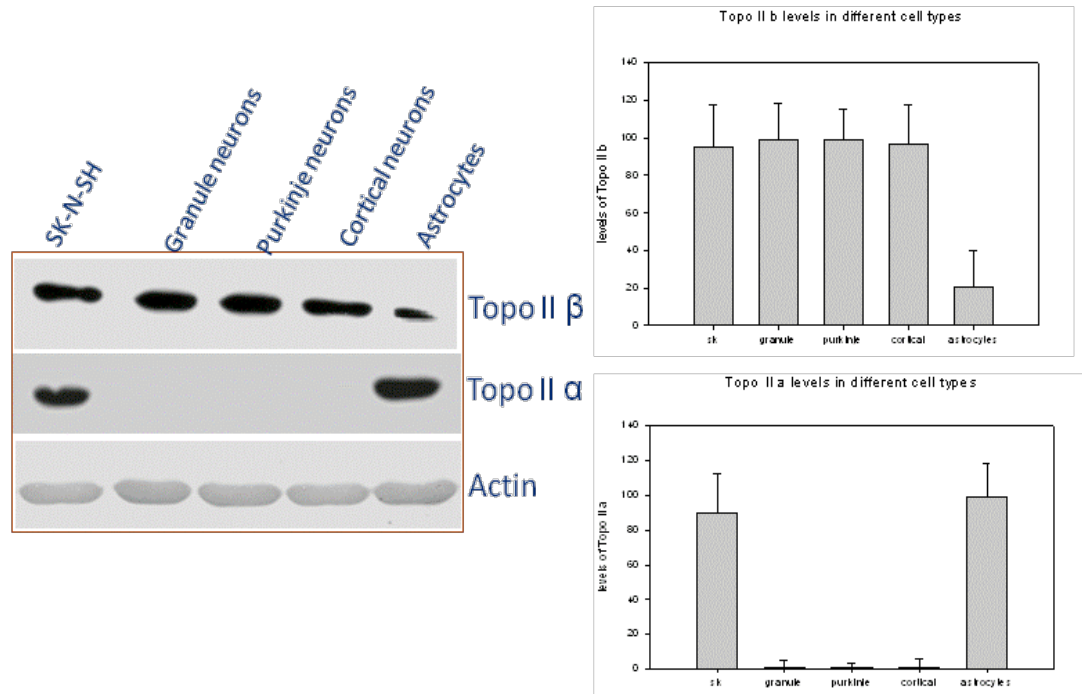 SK-N-SH
Granule neurons
Purkinje neurons
Cortical neurons
Astrocytes
Topo II β
Topo II α
Actin
Topo II b levels in different cell types
levels of Topo II b
140
120
100
80
60
40
20
0
sk
granule
purkinje
cortical
astrocytes
Topo II a levels in different cell types
levels of Topo II a
140
120
100
80
60
40
20
0
sk
granule
purkinje
cortical
astrocytes